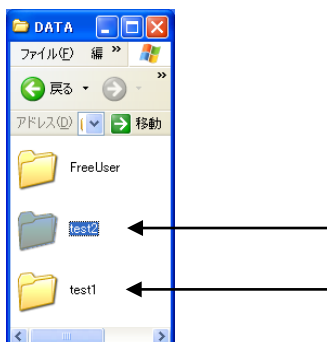 DATA
ファイル(F) 編 »
戻る »
アドレス(D) 移動
FreeUser
test2
test1